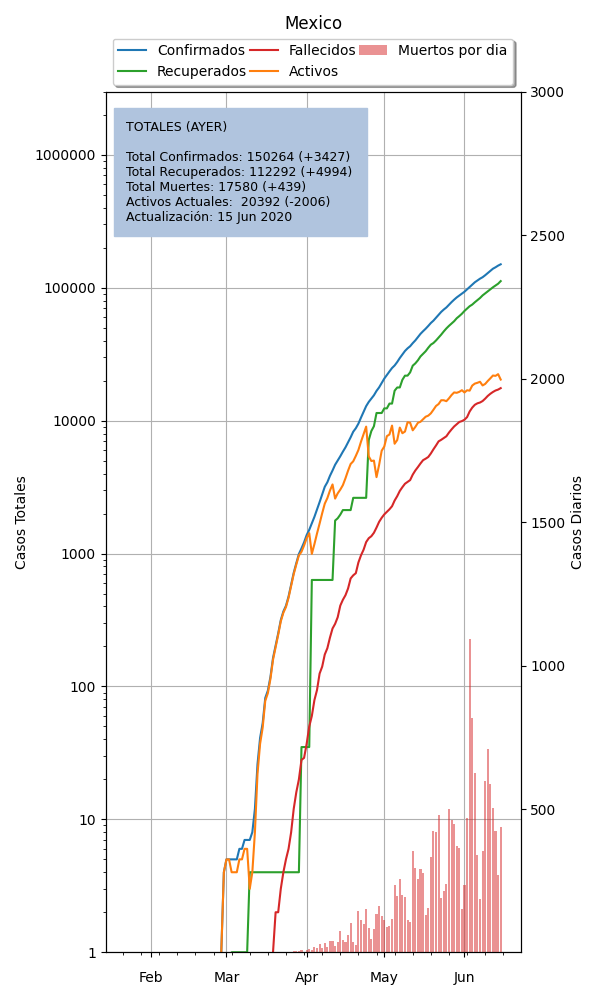 Mexico
Confirmados
Recuperados
Fallecidos
Activos
Muertos por dia
TOTALES (AYER)
Total Confirmados: 150264 (+3427)
Total Recuperados: 112292 (+4994)
Total Muertes: 17580 (+439)
Activos Actuales:  20392 (-2006)
Actualización: 15 Jun 2020
Casos Totales
1000000
100000
10000
1000
100
10
1
Casos Diarios
3000
2500
2000
1500
1000
500
Feb
Mar
Apr
May
Jun